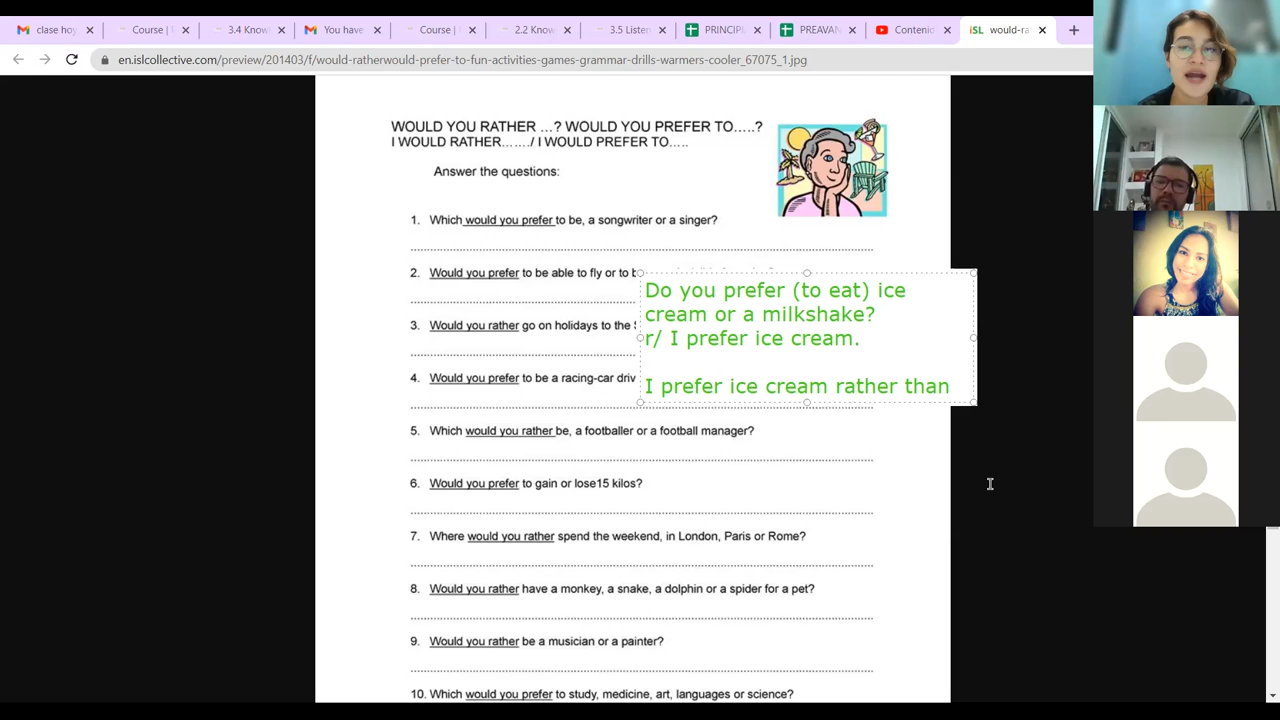 clase hoy
Course |
3.4 Know
You have
Course |
2.2 Know
3.5 Listen
PRINCIPI
PREAVAN
Conteni
would-ra
en.islcollective.com/preview/201403/f/would-ratherwould-prefer-to-fun-activities-games-grammar-drills-warmers-cooler_67075_1.jpg
WOULD YOU RATHER ...? WOULD YOU PREFER TO.....?
I WOULD RATHER……./ I WOULD PREFER TO…..
Answer the questions:
1. Which would you prefer to be, a songwriter or a singer?
2. Would you prefer to be able to fly or to
3. Would you rather go on holidays to the
4. Would you prefer to be a racing-car driv
Do you prefer (to eat) ice
cream or a milkshake?
r/ I prefer ice cream.
I prefer ice cream rather than
5. Which would you rather be, a footballer or a football manager?
6. Would you prefer to gain or lose15 kilos?
7. Where would you rather spend the weekend, in London, Paris or Rome?
8. Would you rather have a monkey, a snake, a dolphin or a spider for a pet?
9. Would you rather be a musician or a painter?
10. Which would you prefer to study, medicine, art, languages or science?